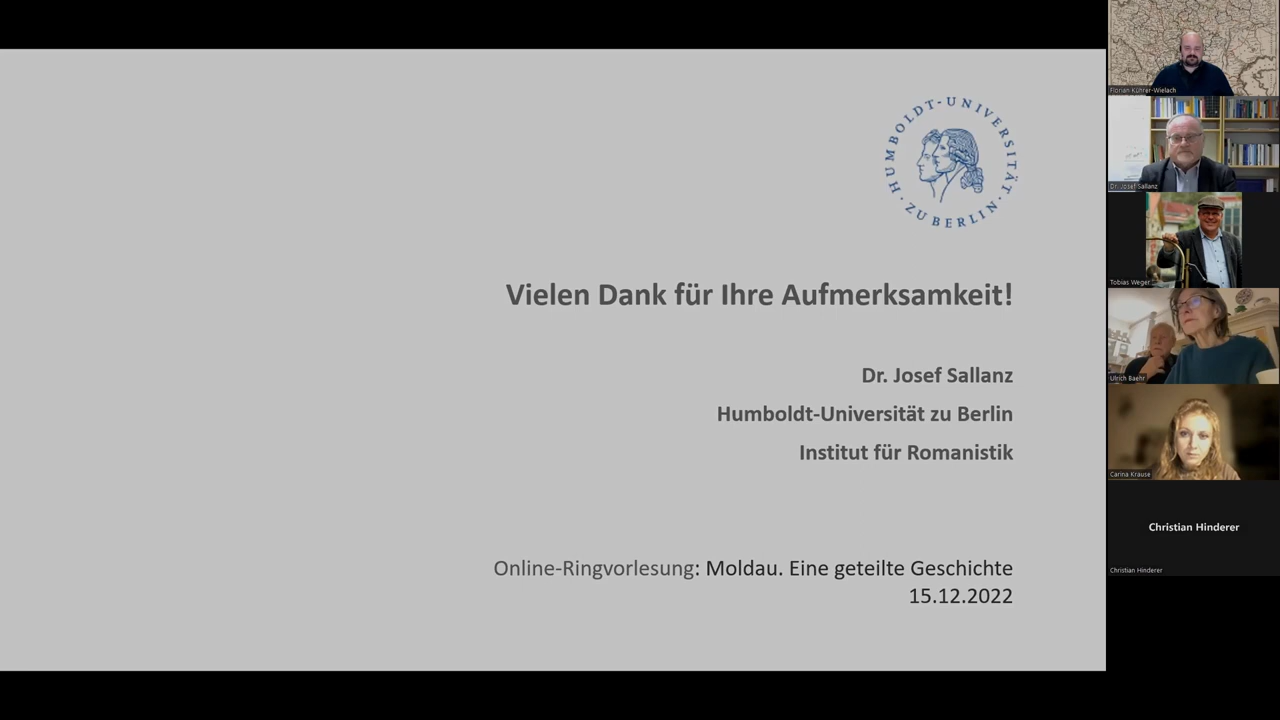 HUMBOLDT-UNIVERSITÄT
· ZU BERLIN ·
Vielen Dank für Ihre Aufmerksamkeit!
Dr. Josef Sallanz
Humboldt-Universität zu Berlin
Institut für Romanistik
Online-Ringvorlesung: Moldau. Eine geteilte Geschichte
15.12.2022
Florian Kührer-Wielach
Dr. Josef Sallanz
Tobias Weger
Ulrich Baehr
Carina Krause
Christian Hinderer
Christian Hinderer